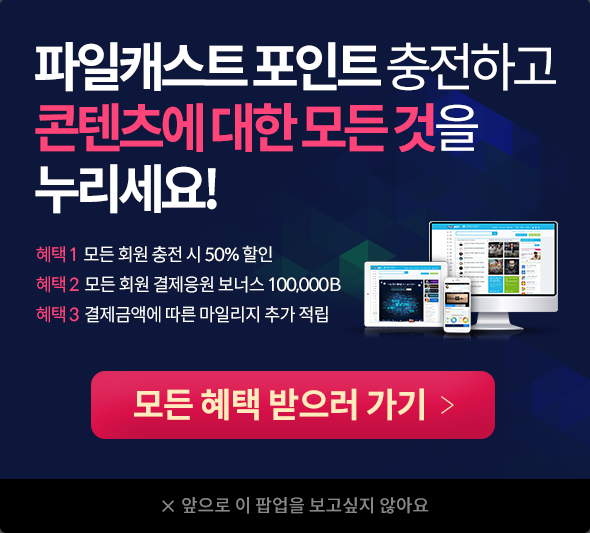 파일캐스트 포인트 충전하고
콘텐츠에 대한 모든 것을
누리세요!
혜택 1 모든 회원 충전 시 50% 할인
혜택 2 모든 회원 결제응원 보너스 100,000B
혜택 3 결제금액에 따른 마일리지 추가 적립
모든 혜택 받으러 가기 >
× 앞으로 이 팝업을 보고싶지 않아요